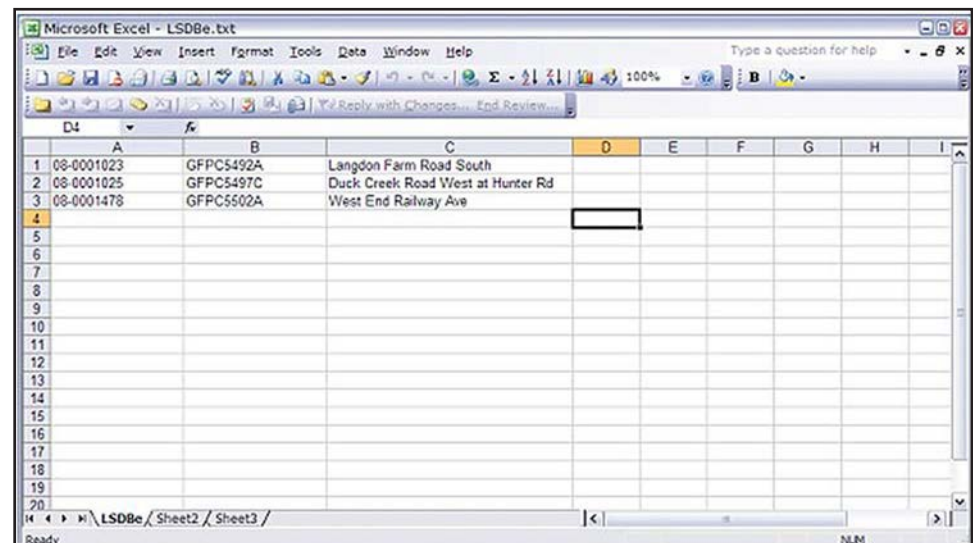 Microsoft Excel - LSDBe.txt
File Edit View Insert Format Tools Data Window Help Type a question for help
Σ 100% B
Reply with Changes... End Review...
D4 fx
A B C D E F G H I
1 08-0001023 GFPC5492A Langdon Farm Road South
2 08-0001025 GFPC5497C Duck Creek Road West at Hunter Rd
3 08-0001478 GFPC5502A West End Railway Ave
4
5
6
7
8
9
10
11
12
13
14
15
16
17
18
19
20
LSDBe Sheet2 Sheet3
Ready NUM